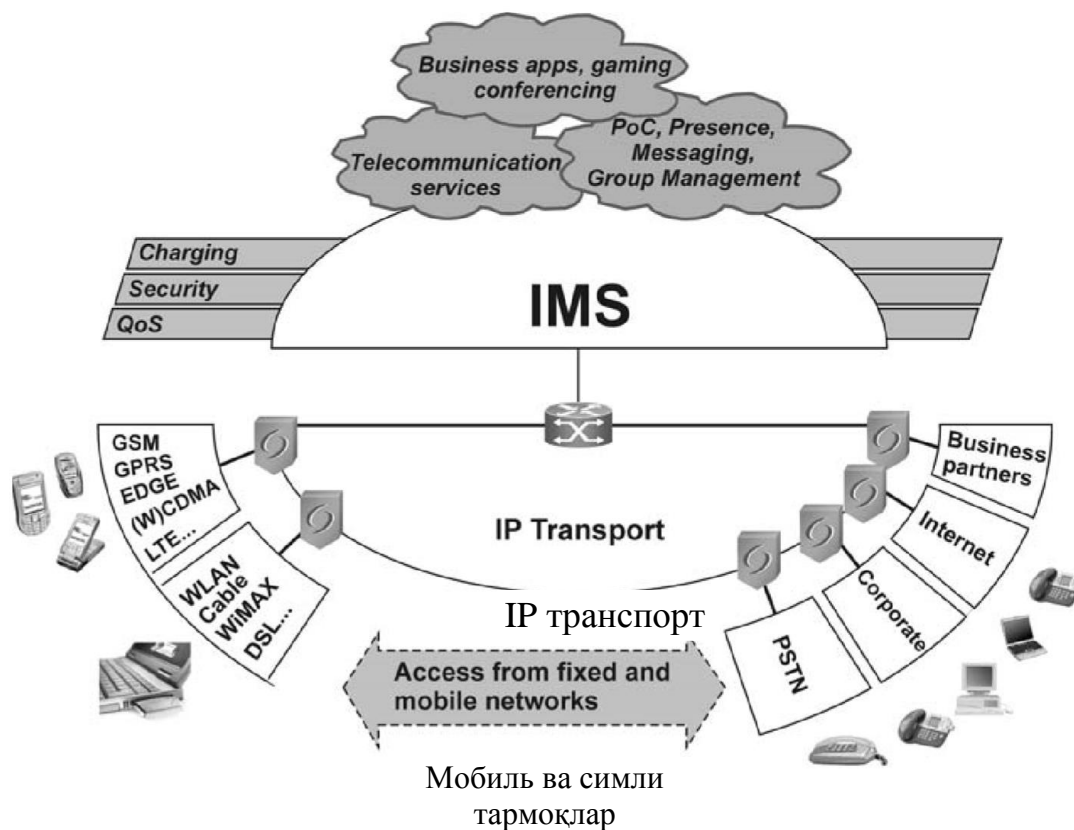 Business apps, gaming
conferencing
Telecommunication
services
PoC, Presence,
Messaging,
Group Management
Charging
Security
QoS
IMS
GSM
GPRS
EDGE
(W)CDMA
LTE...
WLAN
Cable
WiMAX
DSL...
IP Transport
Business
partners
Internet
Corporate
PSTN
IP транспорт
Access from fixed and
mobile networks
Мобиль ва симли
тармоқлар